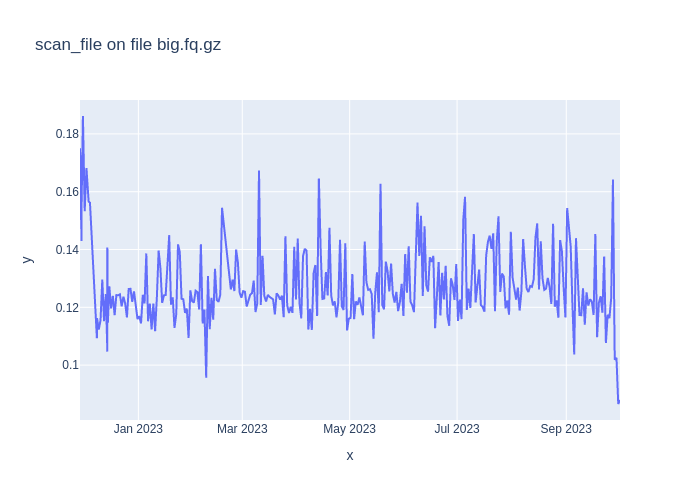 scan_file on file big.fq.gz
0.18
0.16
0.14
0.12
0.1
y
Jan 2023
Mar 2023
May 2023
Jul 2023
Sep 2023
x